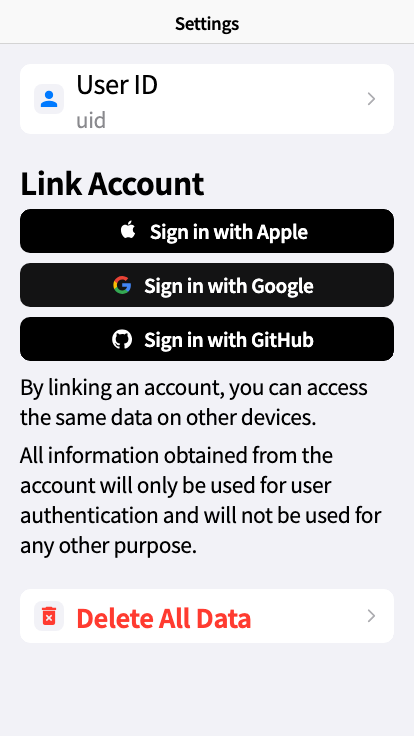 Settings
User ID
uid
Link Account
Sign in with Apple
Sign in with Google
Sign in with GitHub
By linking an account, you can access
the same data on other devices.
All information obtained from the
account will only be used for user
authentication and will not be used for
any other purpose.
Delete All Data